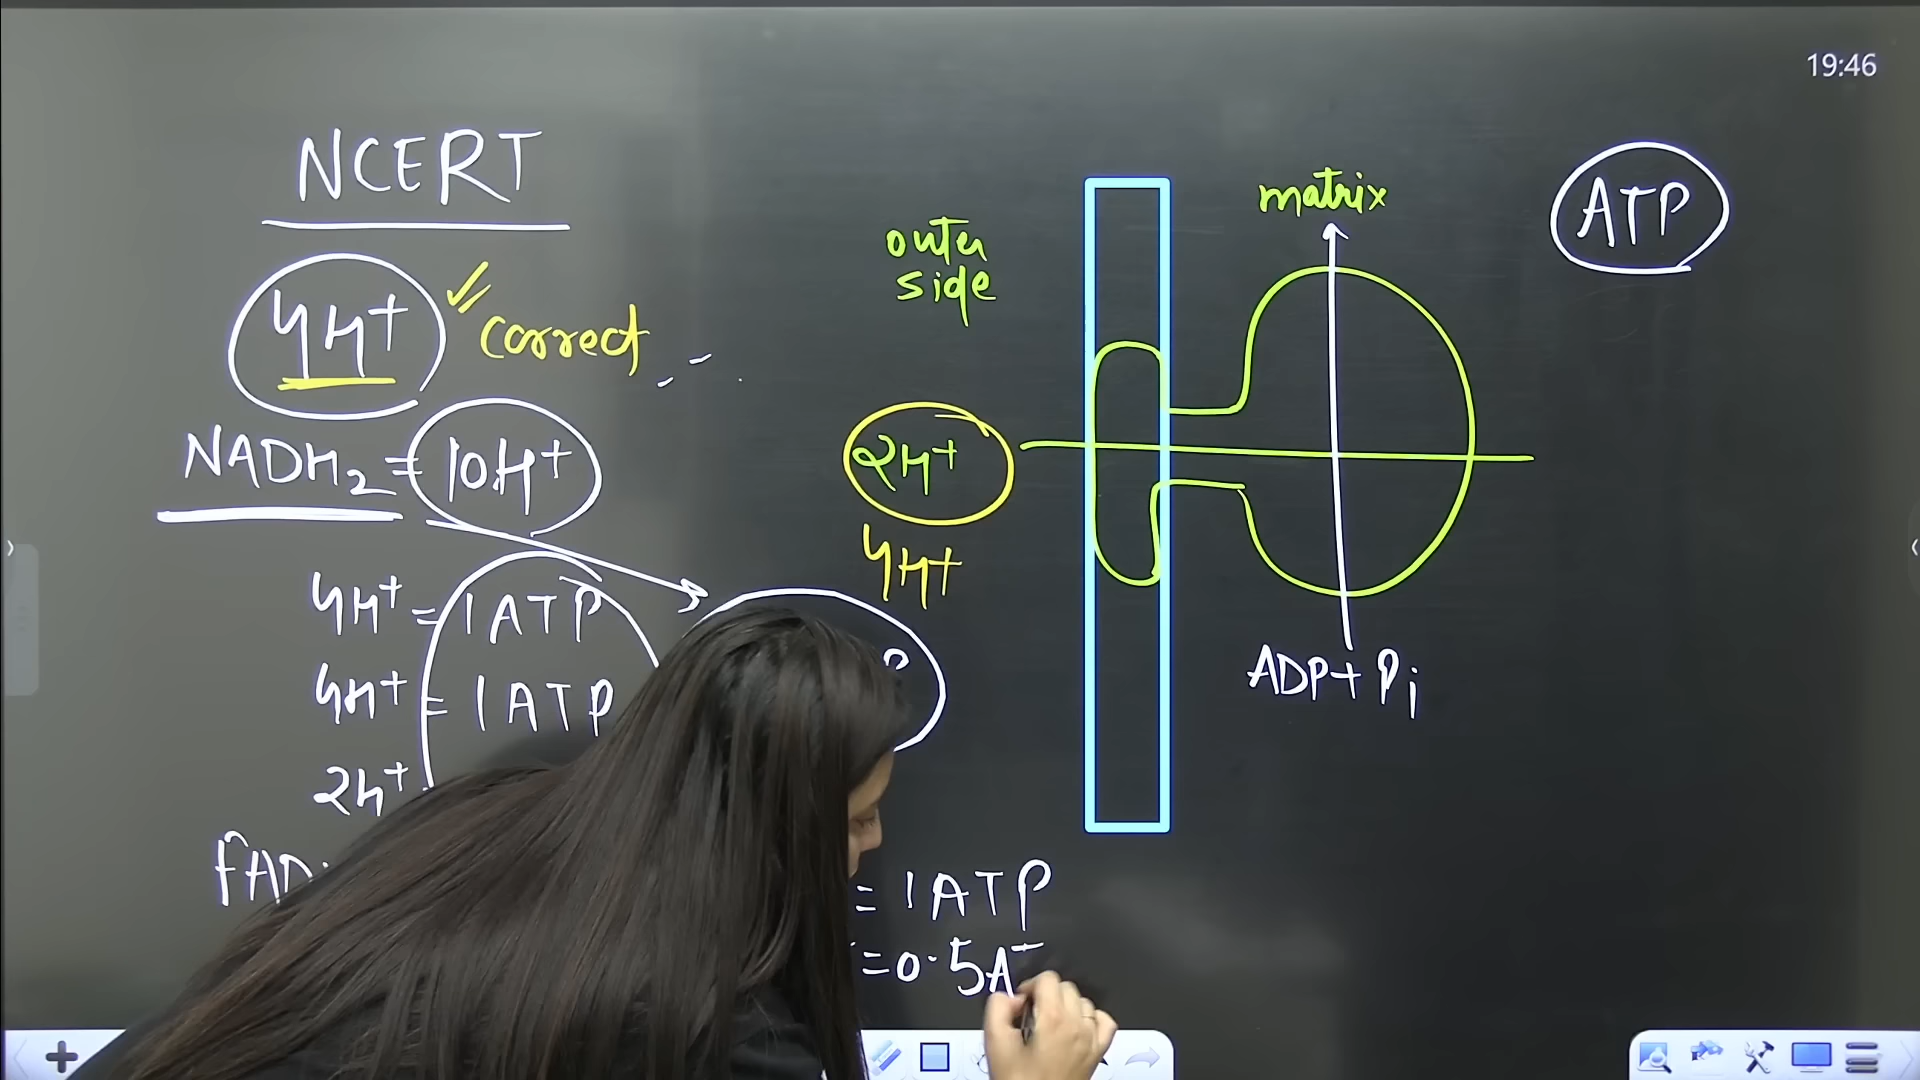 19:46
NCERT
4H+
correct
NADH2 = 10H+
4H+ = 1ATP
4H+ = 1ATP
2H+
outer
side
2H+
4H+
matrix
ATP
ADP+Pi
= 1ATP
= 0.5A